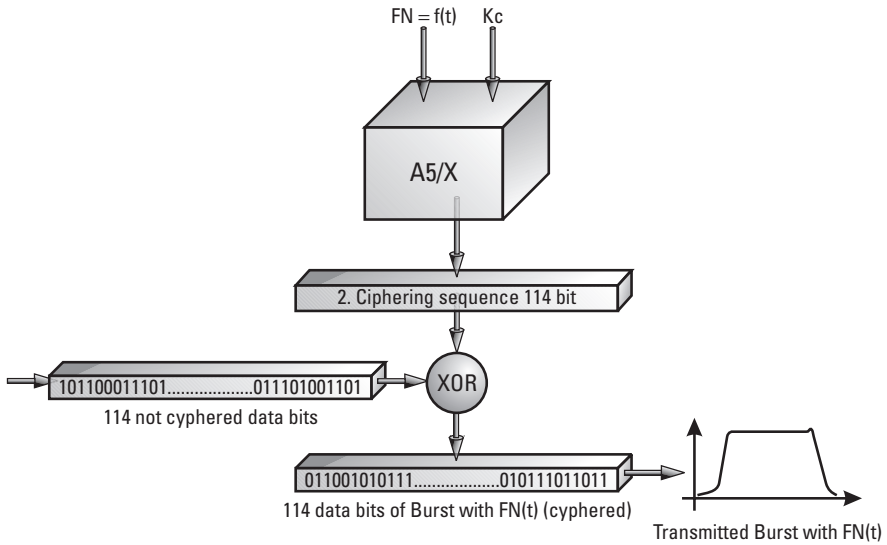 FN = f(t) Kc
A5/X
2. Ciphering sequence 114 bit
101100011101...................011101001101
XOR
114 not cyphered data bits
011001010111.................010111011011
114 data bits of Burst with FN(t) (cyphered)
Transmitted Burst with FN(t)